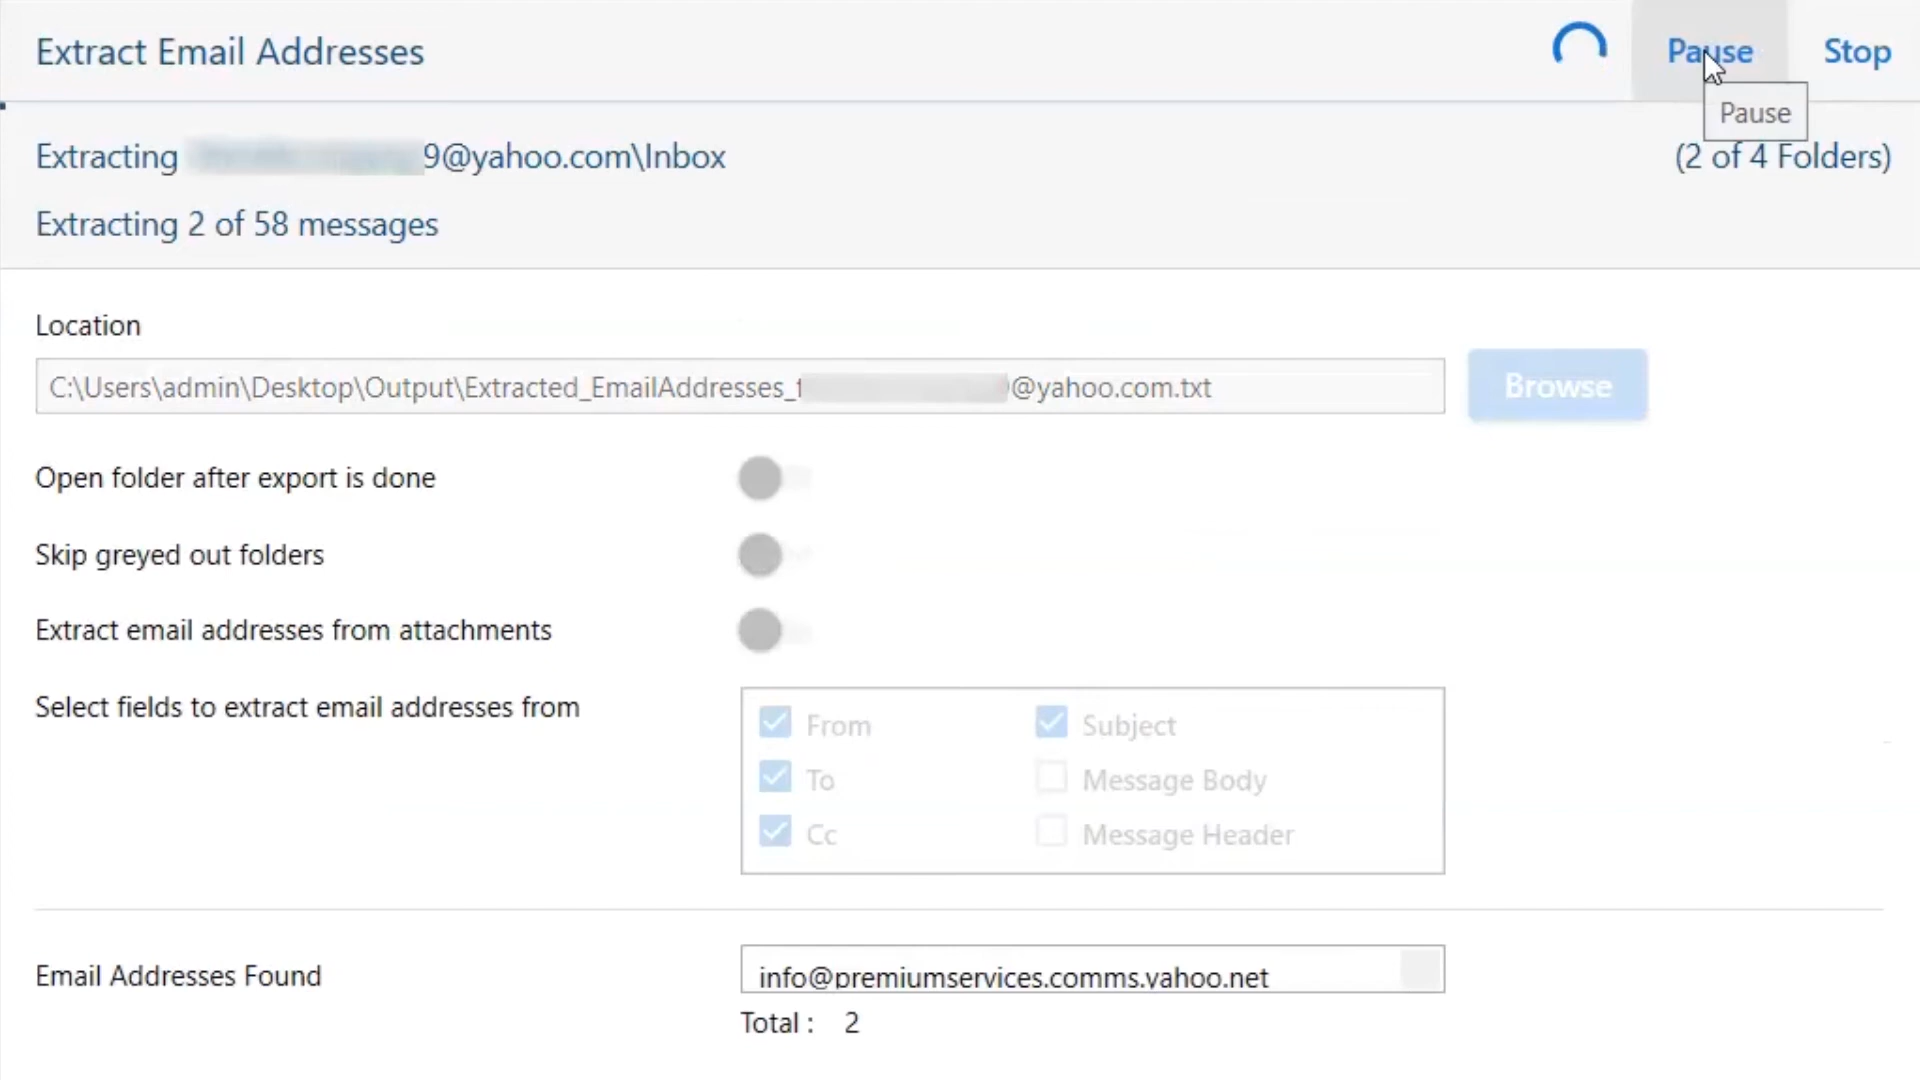 Extract Email Addresses
Pause
Stop
Pause
Extracting 9@yahoo.com\Inbox
(2 of 4 Folders)
Extracting 2 of 58 messages
Location
C:\Users\admin\Desktop\Output\Extracted_EmailAddresses_f @yahoo.com.txt
Browse
Open folder after export is done
Skip greyed out folders
Extract email addresses from attachments
Select fields to extract email addresses from
From
Subject
To
Message Body
Cc
Message Header
Email Addresses Found
info@premiumservices.comms.yahoo.net
Total : 2